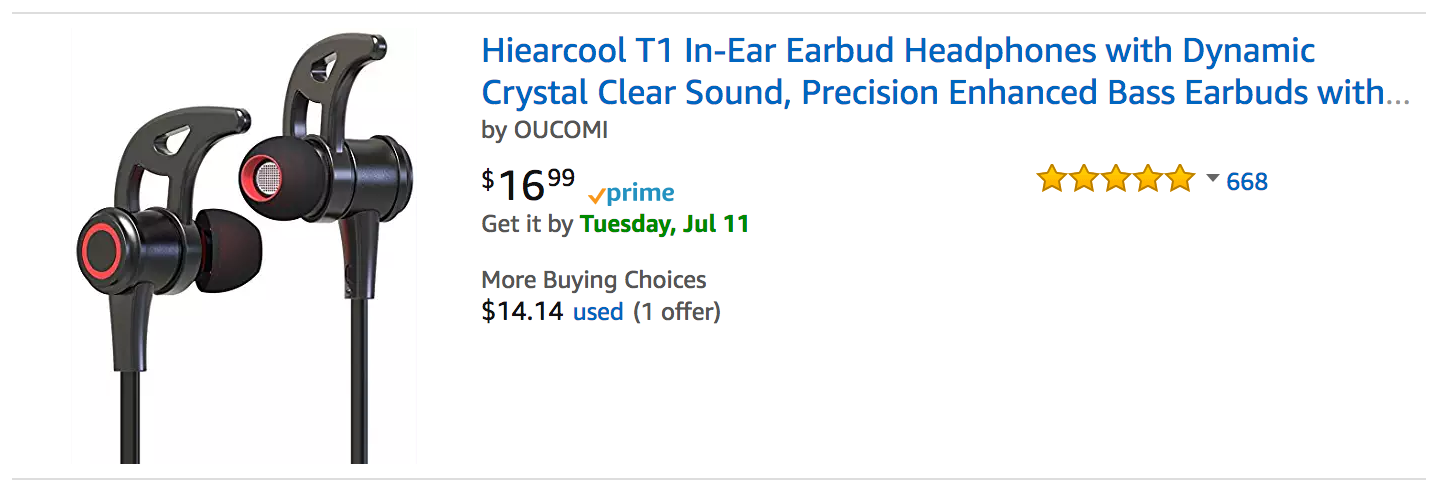 Hiearcool T1 In-Ear Earbud Headphones with Dynamic
Crystal Clear Sound, Precision Enhanced Bass Earbuds with...
by OUCOMI
$16 99 prime
668
Get it by Tuesday, Jul 11
More Buying Choices
$14.14 used (1 offer)